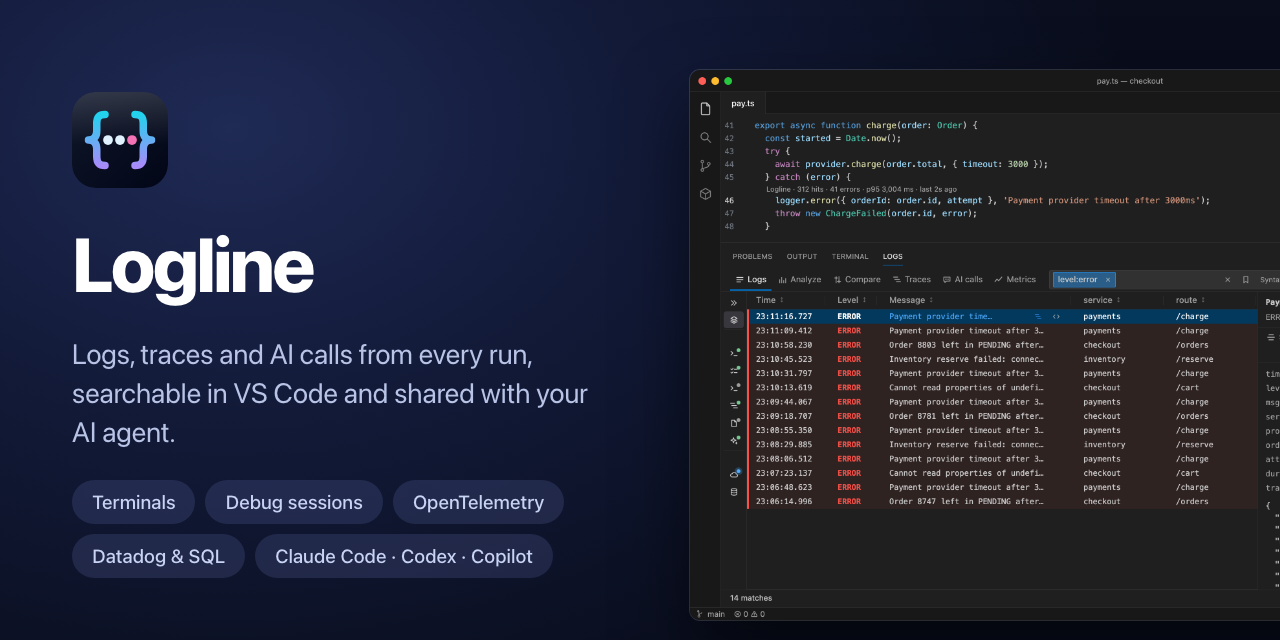 Logline
Logs, traces and AI calls from every run,
searchable in VS Code and shared with your
AI agent.
Terminals
Debug sessions
OpenTelemetry
Datadog & SQL
Claude Code · Codex · Copilot
pay.ts — checkout
pay.ts
41 export async function charge(order: Order) {
42 const started = Date.now();
43 try {
44 await provider.charge(order.total, { timeout: 3000 });
45 } catch (error) {
Logline · 312 hits · 41 errors · p95 3,004 ms · last 2s ago
46 logger.error({ orderId: order.id, attempt }, 'Payment provider timeout after 3000ms');
47 throw new ChargeFailed(order.id, error);
48 }
PROBLEMS OUTPUT TERMINAL LOGS
Logs Analyze Compare Traces AI calls Metrics level:error × × Synta
Time Level Message service route
23:11:16.727 ERROR Payment provider time… payments /charge
23:11:09.412 ERROR Payment provider timeout after 3… payments /charge
23:10:58.230 ERROR Order 8803 left in PENDING after… checkout /orders
23:10:45.523 ERROR Inventory reserve failed: connec… inventory /reserve
23:10:31.797 ERROR Payment provider timeout after 3… payments /charge
23:10:13.619 ERROR Cannot read properties of undefi… checkout /cart
23:09:44.067 ERROR Payment provider timeout after 3… payments /charge
23:09:18.707 ERROR Order 8781 left in PENDING after… checkout /orders
23:08:55.350 ERROR Payment provider timeout after 3… payments /charge
23:08:29.885 ERROR Inventory reserve failed: connec… inventory /reserve
23:08:06.512 ERROR Payment provider timeout after 3… payments /charge
23:07:23.137 ERROR Cannot read properties of undefi… checkout /cart
23:06:48.623 ERROR Payment provider timeout after 3… payments /charge
23:06:14.996 ERROR Order 8747 left in PENDING after… checkout /orders
Pay
ERR
tim
lev
msg
ser
pro
ord
att
dur
tra
{
"
"
"
"
"
"
"
14 matches
main 0 0